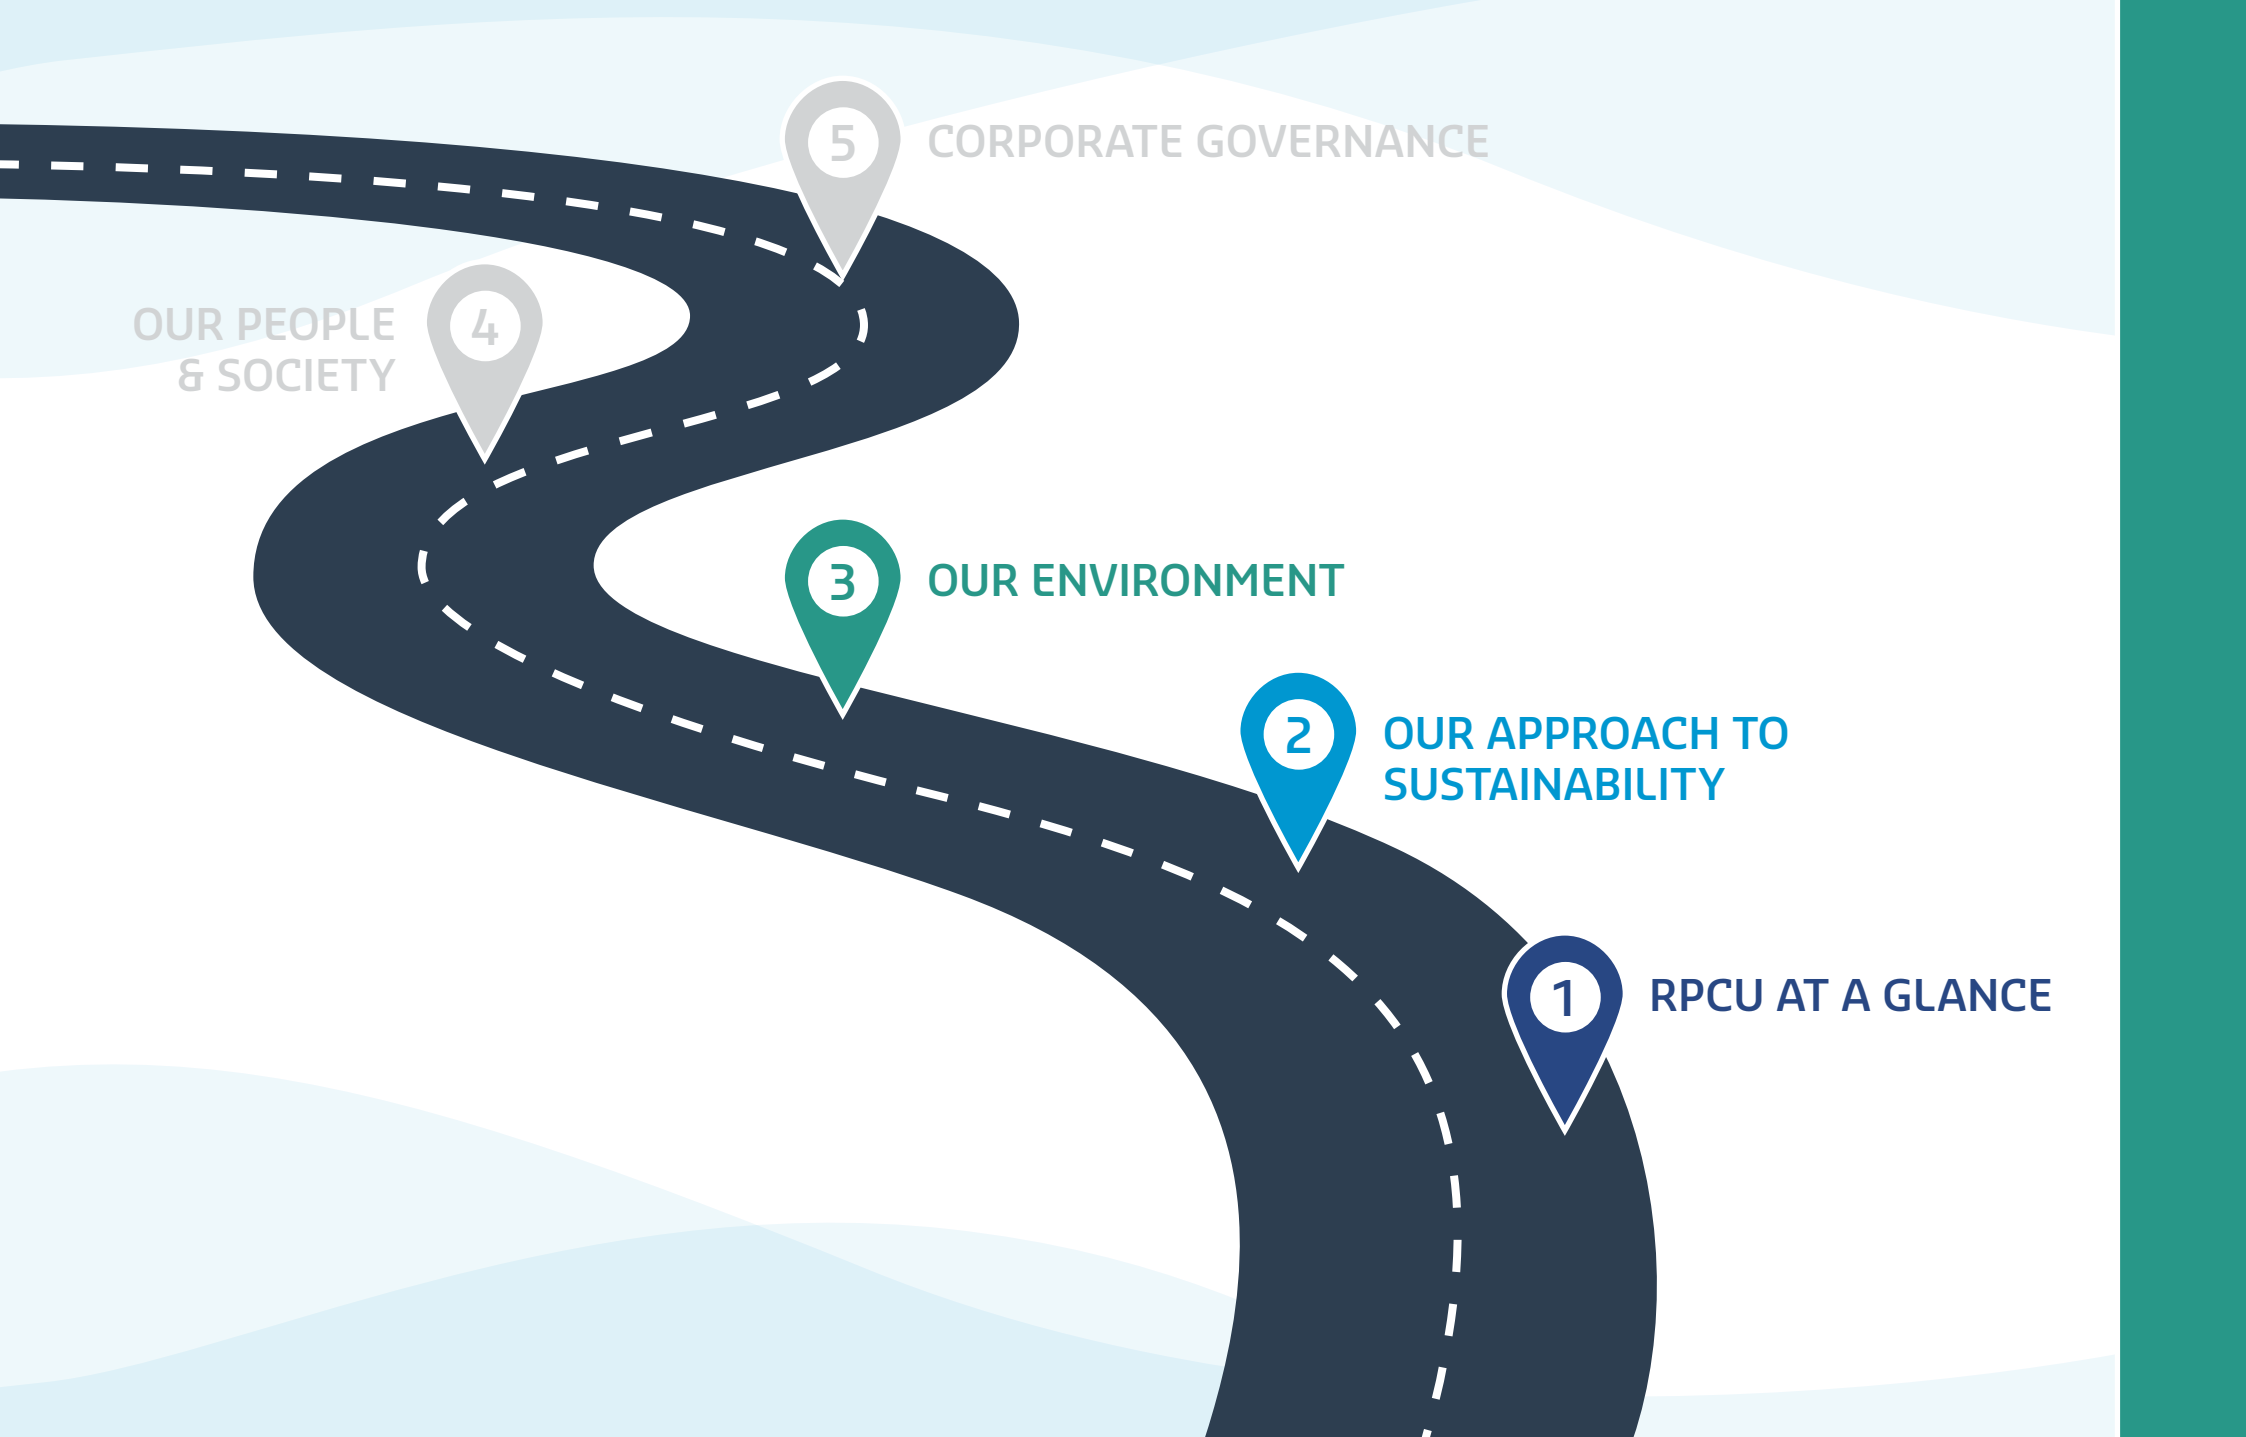 5
CORPORATE GOVERNANCE
4
OUR PEOPLE
& SOCIETY
3
OUR ENVIRONMENT
2
OUR APPROACH TO
SUSTAINABILITY
1
RPCU AT A GLANCE